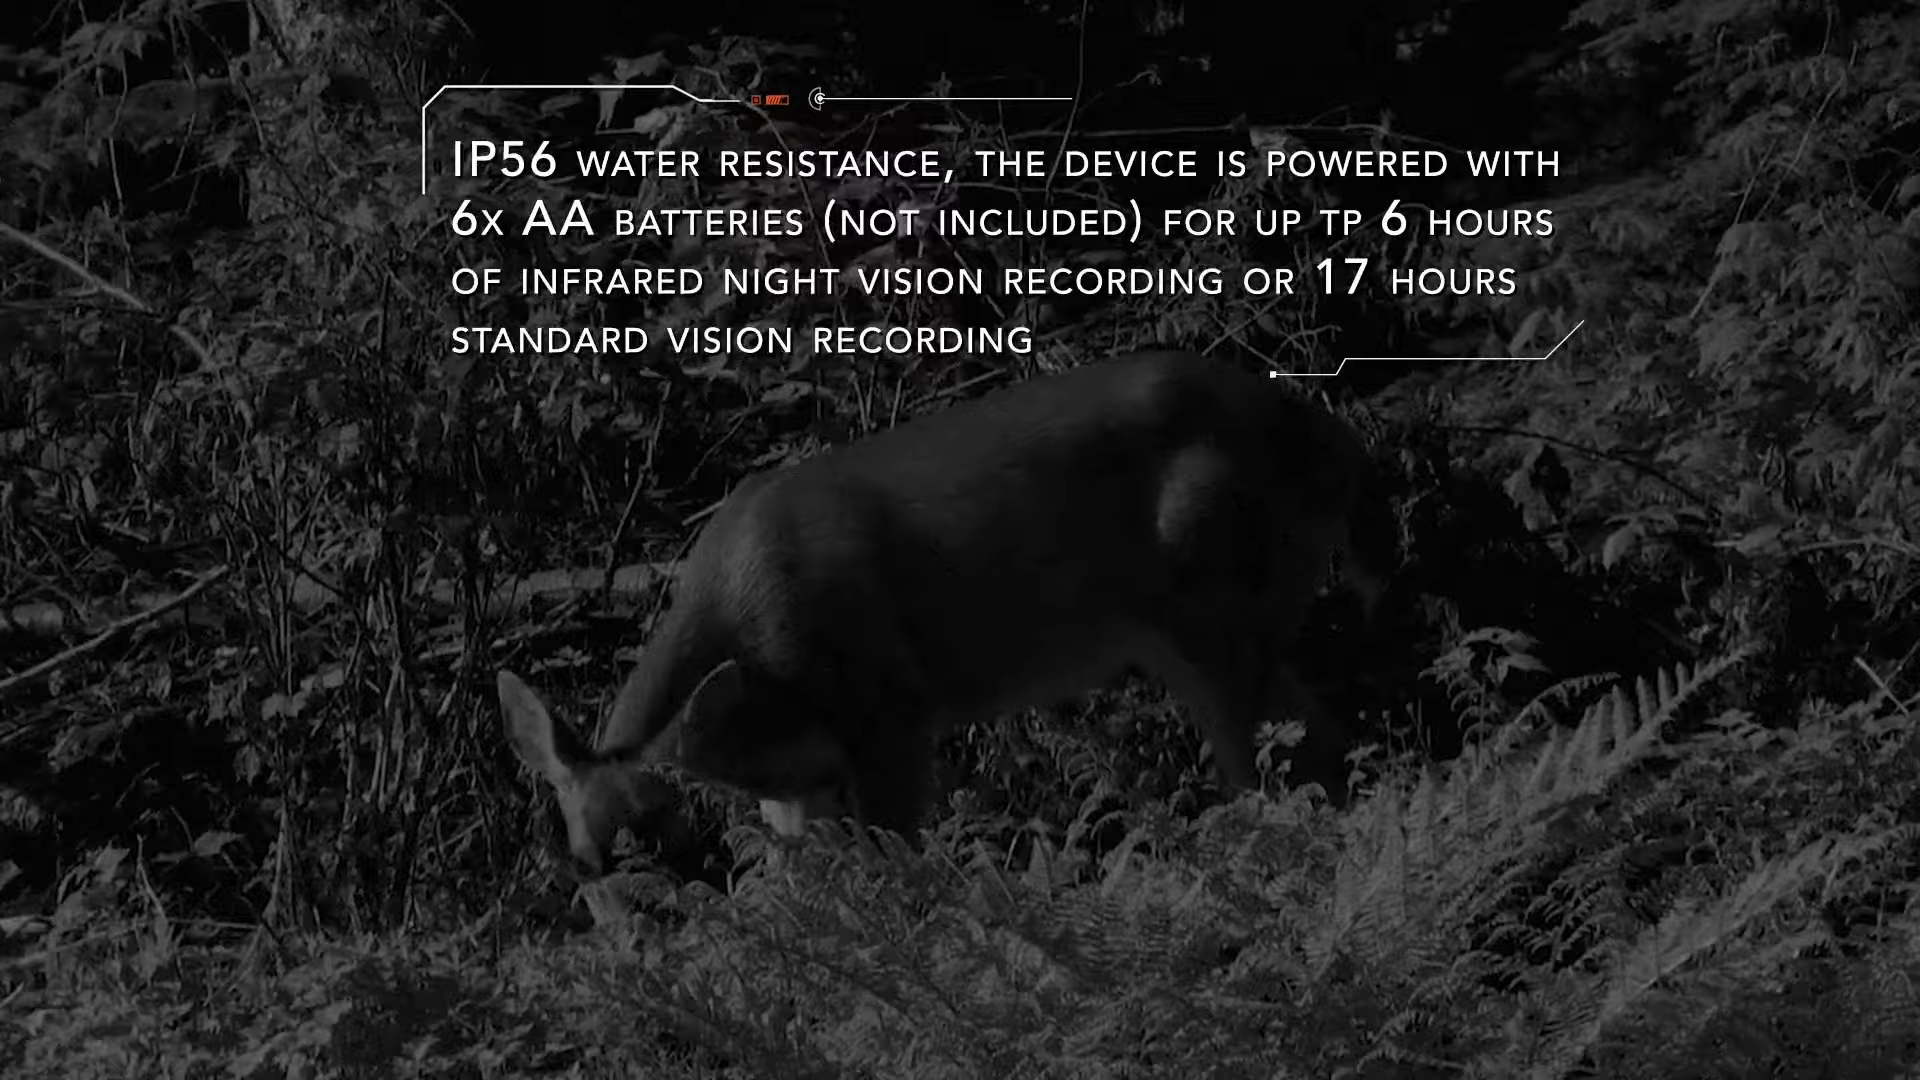 IP56 WATER RESISTANCE, THE DEVICE IS POWERED WITH
6X AA BATTERIES (NOT INCLUDED) FOR UP TP 6 HOURS
OF INFRARED NIGHT VISION RECORDING OR 17 HOURS
STANDARD VISION RECORDING